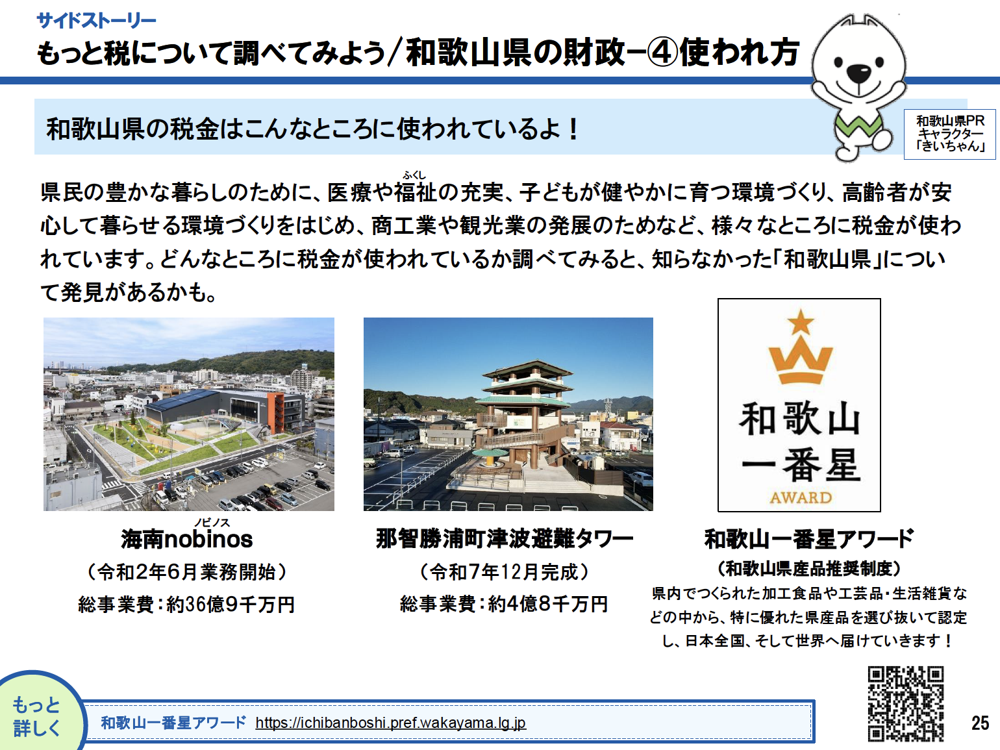 サイドストーリー
もっと税について調べてみよう/和歌山県の財政−④使われ方
和歌山県の税金はこんなところに使われているよ！
和歌山県PR
キャラクター
「きいちゃん」
ふくし
県民の豊かな暮らしのために、医療や福祉の充実、子どもが健やかに育つ環境づくり、高齢者が安
心して暮らせる環境づくりをはじめ、商工業や観光業の発展のためなど、様々なところに税金が使わ
れています。どんなところに税金が使われているか調べてみると、知らなかった「和歌山県」につい
て発見があるかも。
和歌山
一番星
AWARD
ノビノス
海南nobinos
（令和２年６月業務開始）
総事業費：約36億９千万円
那智勝浦町津波避難タワー
（令和７年12月完成）
総事業費：約４億８千万円
和歌山一番星アワード
（和歌山県産品推奨制度）
県内でつくられた加工食品や工芸品・生活雑貨な
どの中から、特に優れた県産品を選び抜いて認定
し、日本全国、そして世界へ届けていきます！
もっと
詳しく
和歌山一番星アワード https://ichibanboshi.pref.wakayama.lg.jp
25